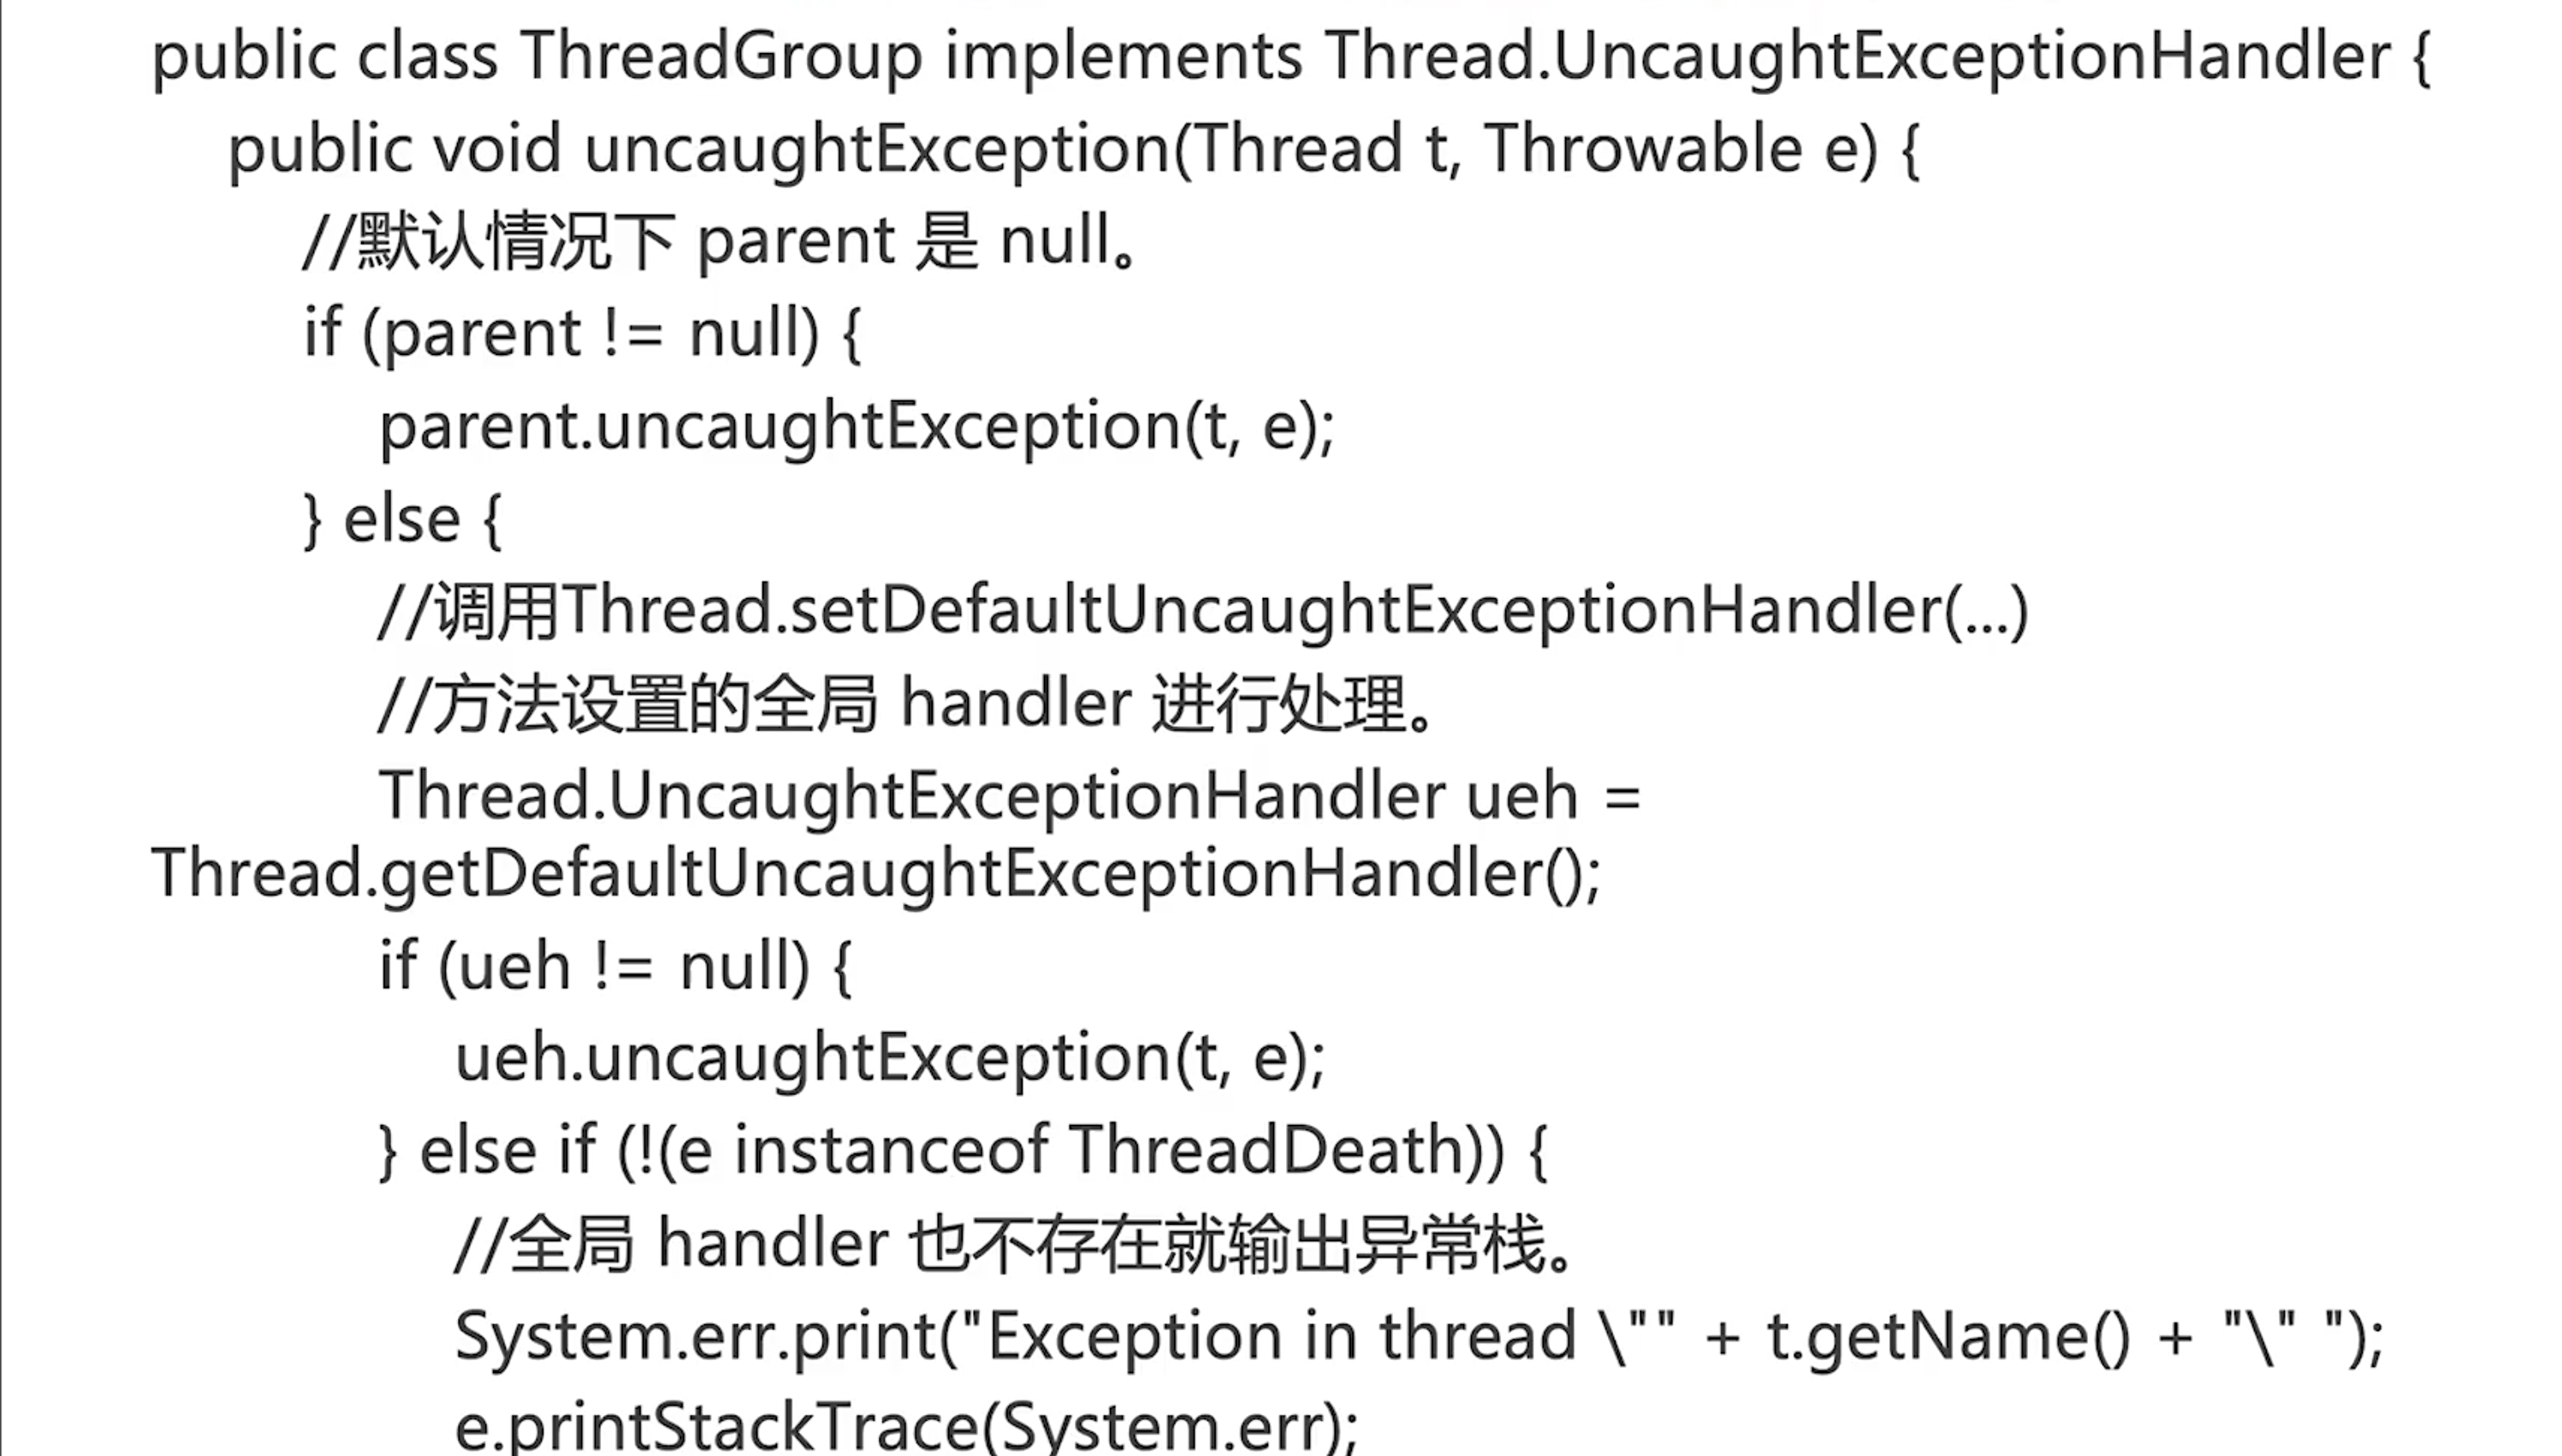 public class ThreadGroup implements Thread.UncaughtExceptionHandler {
public void uncaughtException(Thread t, Throwable e) {
//默认情况下 parent 是 null。
if (parent != null) {
parent.uncaughtException(t, e);
} else {
//调用Thread.setDefaultUncaughtExceptionHandler(...)
//方法设置的全局 handler 进行处理。
Thread.UncaughtExceptionHandler ueh =
Thread.getDefaultUncaughtExceptionHandler();
if (ueh != null) {
ueh.uncaughtException(t, e);
} else if (!(e instanceof ThreadDeath)) {
//全局 handler 也不存在就输出异常栈。
System.err.print("Exception in thread \"" + t.getName() + "\" ");
e.printStackTrace(System.err);